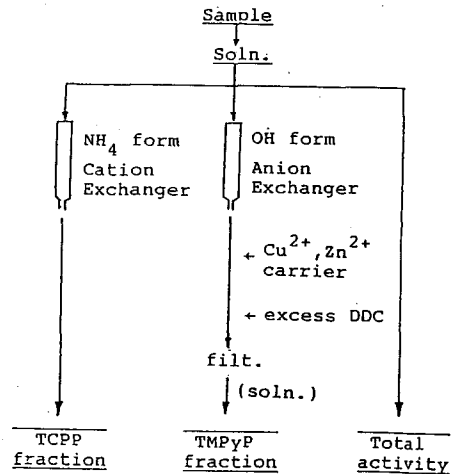 Sample
Soln.
NH4 form
Cation
Exchanger
OH form
Anion
Exchanger
← Cu2+,Zn2+
carrier
← excess DDC
filt.
(soln.)
TCPP
fraction
TMPyP
fraction
Total
activity